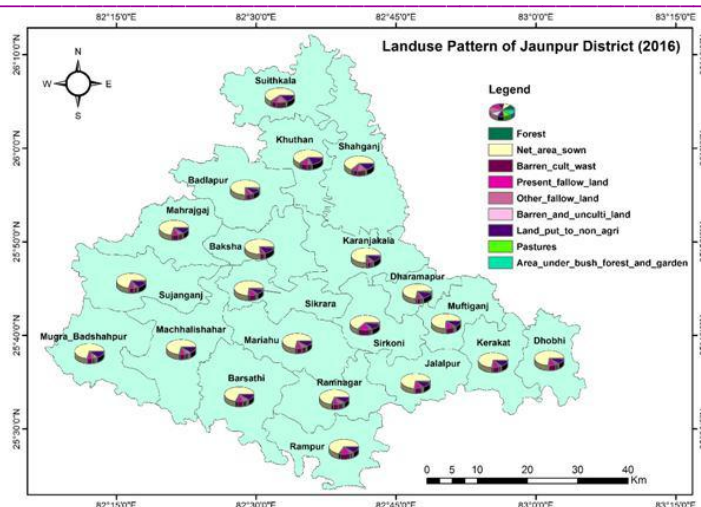 82°15'0"E 82°30'0"E 82°45'0"E 83°0'0"E 83°15'0"E
Landuse Pattern of Jaunpur District (2016)
N
W E
S
Legend
Forest
Net_area_sown
Barren_cult_wast
Present_fallow_land
Other_fallow_land
Barren_and_unculti_land
Land_put_to_non_agri
Pastures
Area_under_bush_forest_and_garden
26°10'0"N
26°0'0"N
25°50'0"N
25°40'0"N
25°30'0"N
Suithkala
Khuthan
Shahganj
Badlapur
Mahrajgaj
Baksha
Karanjakala
Dharamapur
Sujanganj
Sikrara
Muftiganj
Mugra_Badshahpur
Machhalishahar
Mariahu
Sirkoni
Kerakat
Dhobhi
Jalalpur
Barsathi
Ramnagar
Rampur
0 5 10 20 30 40
Km
82°15'0"E 82°30'0"E 82°45'0"E 83°0'0"E 83°15'0"E